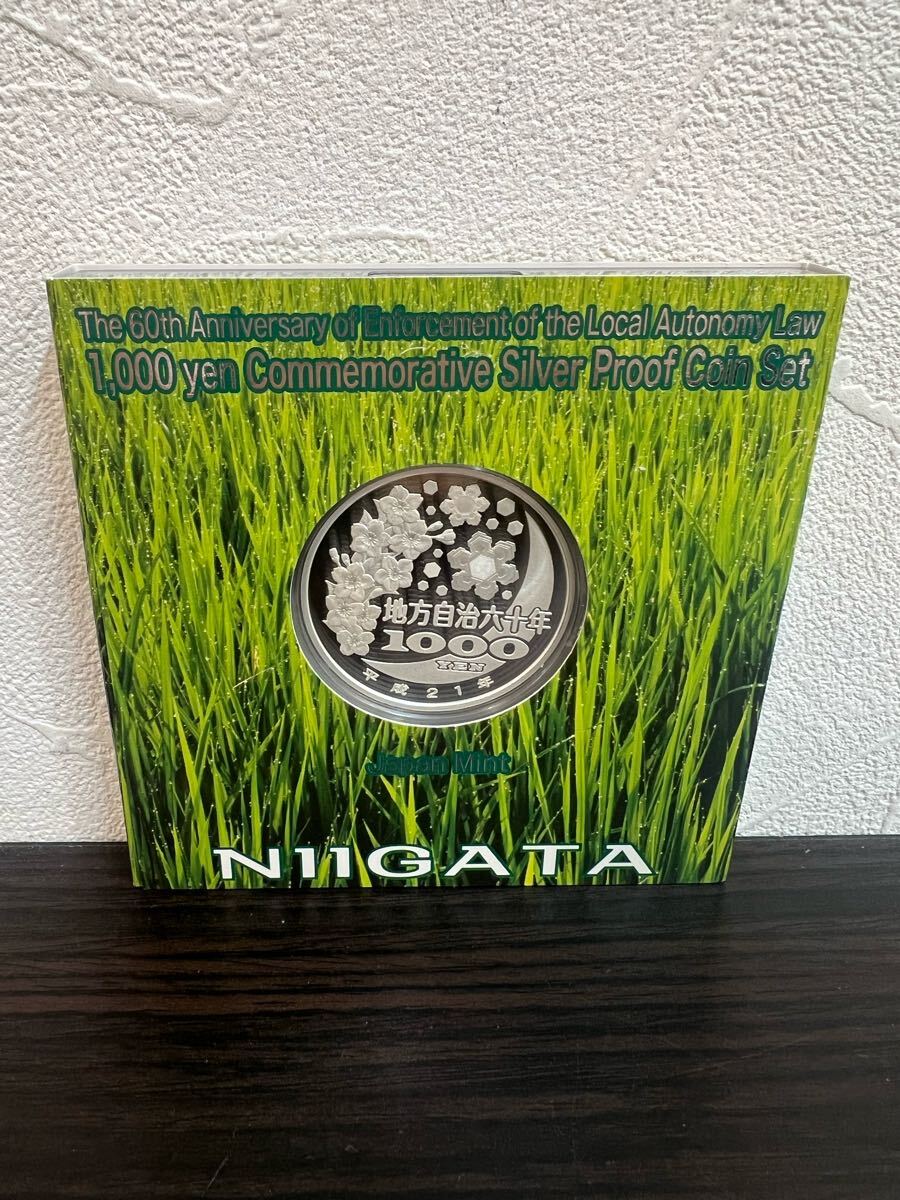 The 60th Anniversary of Enforcement of the Local Autonomy Law
1,000 yen Commemorative Silver Proof Coin Set
地方自治六十年
1000
YEN
平成21年
Japan Mint
NIIGATA